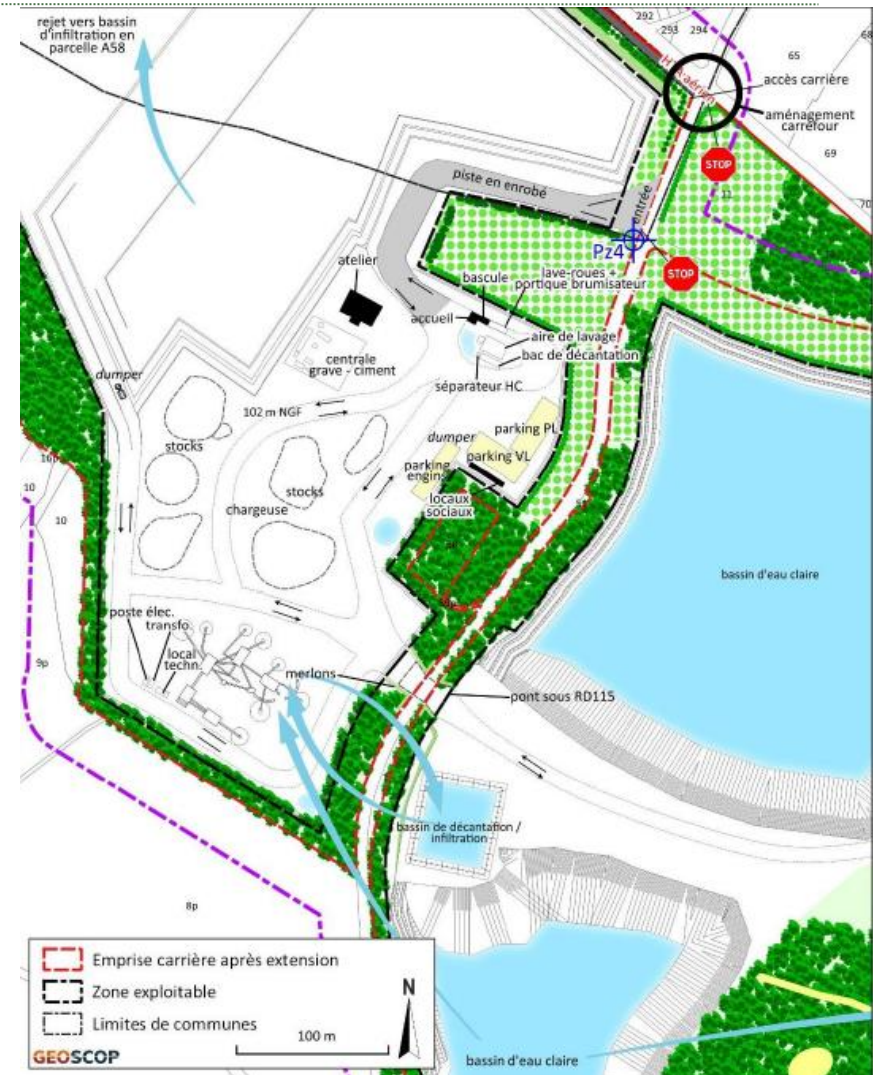 rejet vers bassin
d'infiltration en
parcelle A58
292
293 294
65
68
accès carrière
aménagement
carrefour
69
STOP
11
70
piste en enrobé
entrée
Pz4
STOP
atelier
bascule
lave-roues +
portique brumisateur
accueil
aire de lavage
bac de décantation
centrale
grave - ciment
séparateur HC
dumper
102 m NGF
stocks
parking PL
dumper
parking VL
parking
engins
stocks
locaux
sociaux
chargeuse
10
10
bassin d'eau claire
poste élec.
transfo.
local
techn.
9p
merlons
pont sous RD115
bassin de décantation /
infiltration
8p
Emprise carrière après extension
Zone exploitable
Limites de communes
N
100 m
GEOSCOP
bassin d'eau claire